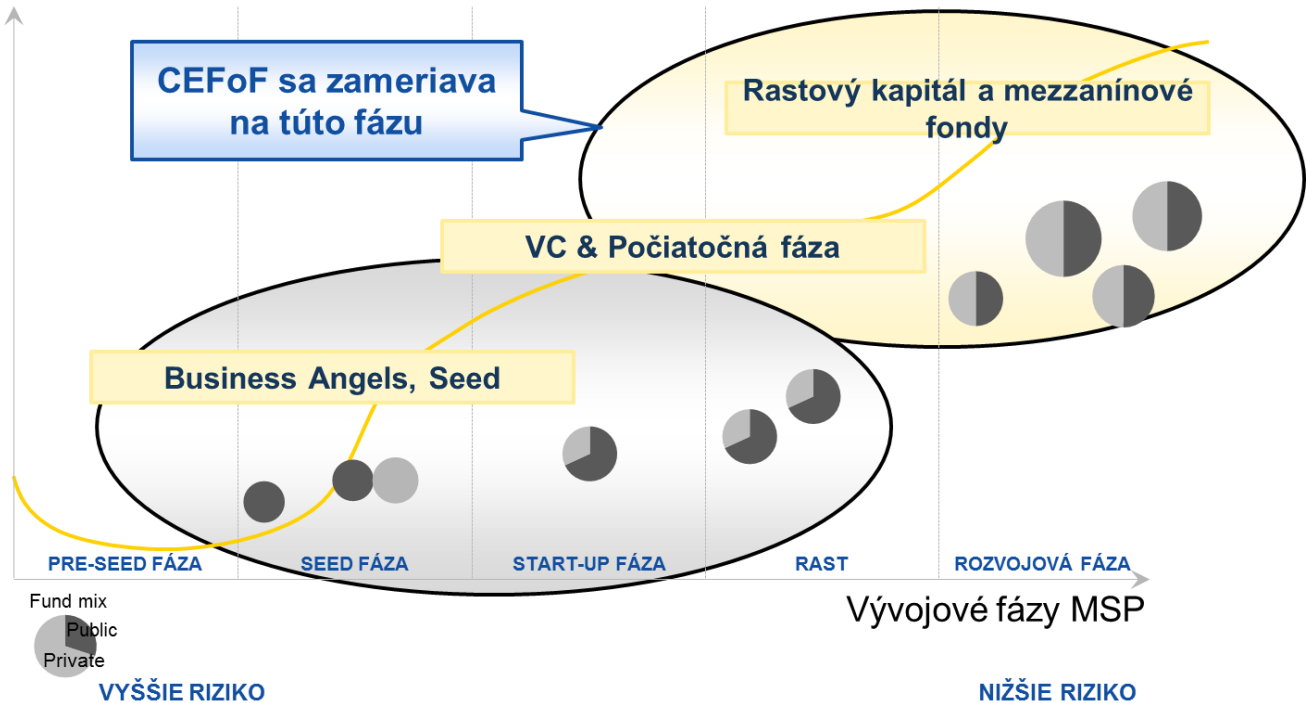 CEFoF sa zameriava
na túto fázu
Rastový kapitál a mezzanínové
fondy
VC & Počiatočná fáza
Business Angels, Seed
PRE-SEED FÁZA
SEED FÁZA
START-UP FÁZA
RAST
ROZVOJOVÁ FÁZA
Fund mix
Public
Private
Vývojové fázy MSP
VYŠŠIE RIZIKO
NIŽŠIE RIZIKO